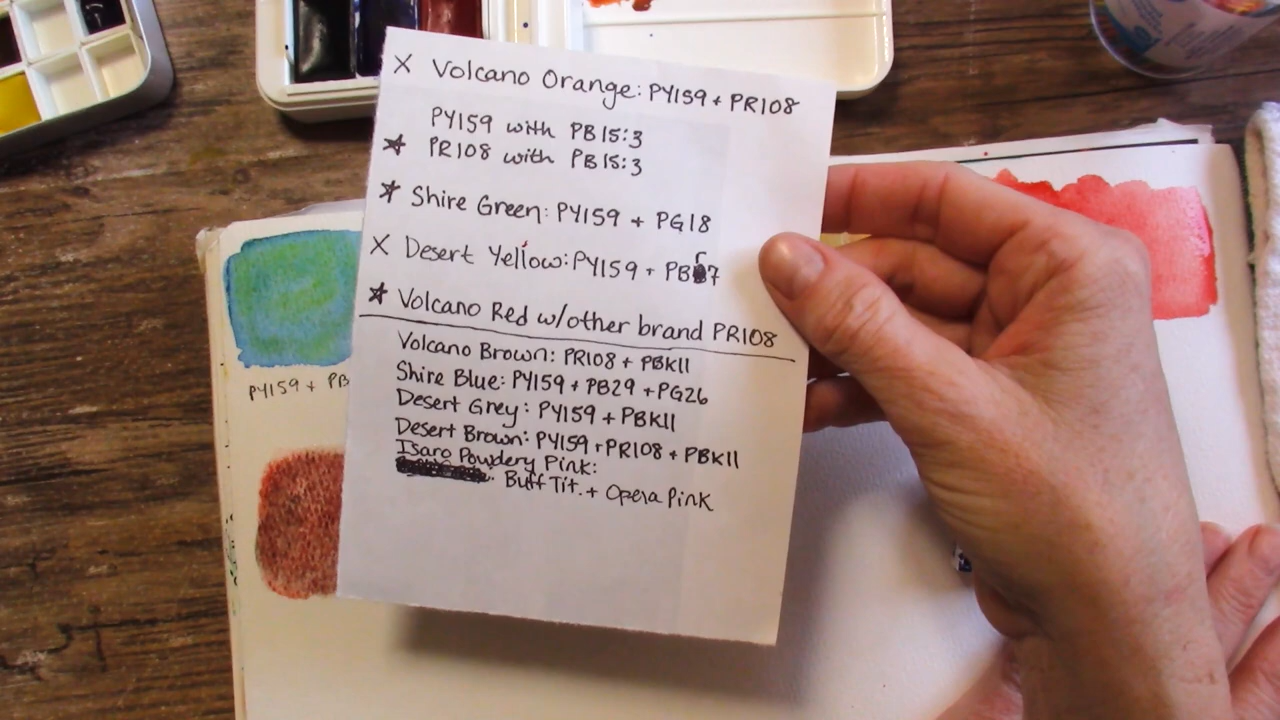 X Volcano Orange: PY159 + PR108
PY159 with PB15:3
☆ PR108 with PB15:3
☆ Shire Green: PY159 + PG18
X Desert Yellow: PY159 + PBr7
☆ Volcano Red w/other brand PR108
Volcano Brown: PR108 + PBK11
Shire Blue: PY159 + PB29 + PG26
Desert Grey: PY159 + PBK11
Desert Brown: PY159 + PR108 + PBK11
Isaro Powdery Pink:
Buff Tit. + Opera Pink
PY159 + PB